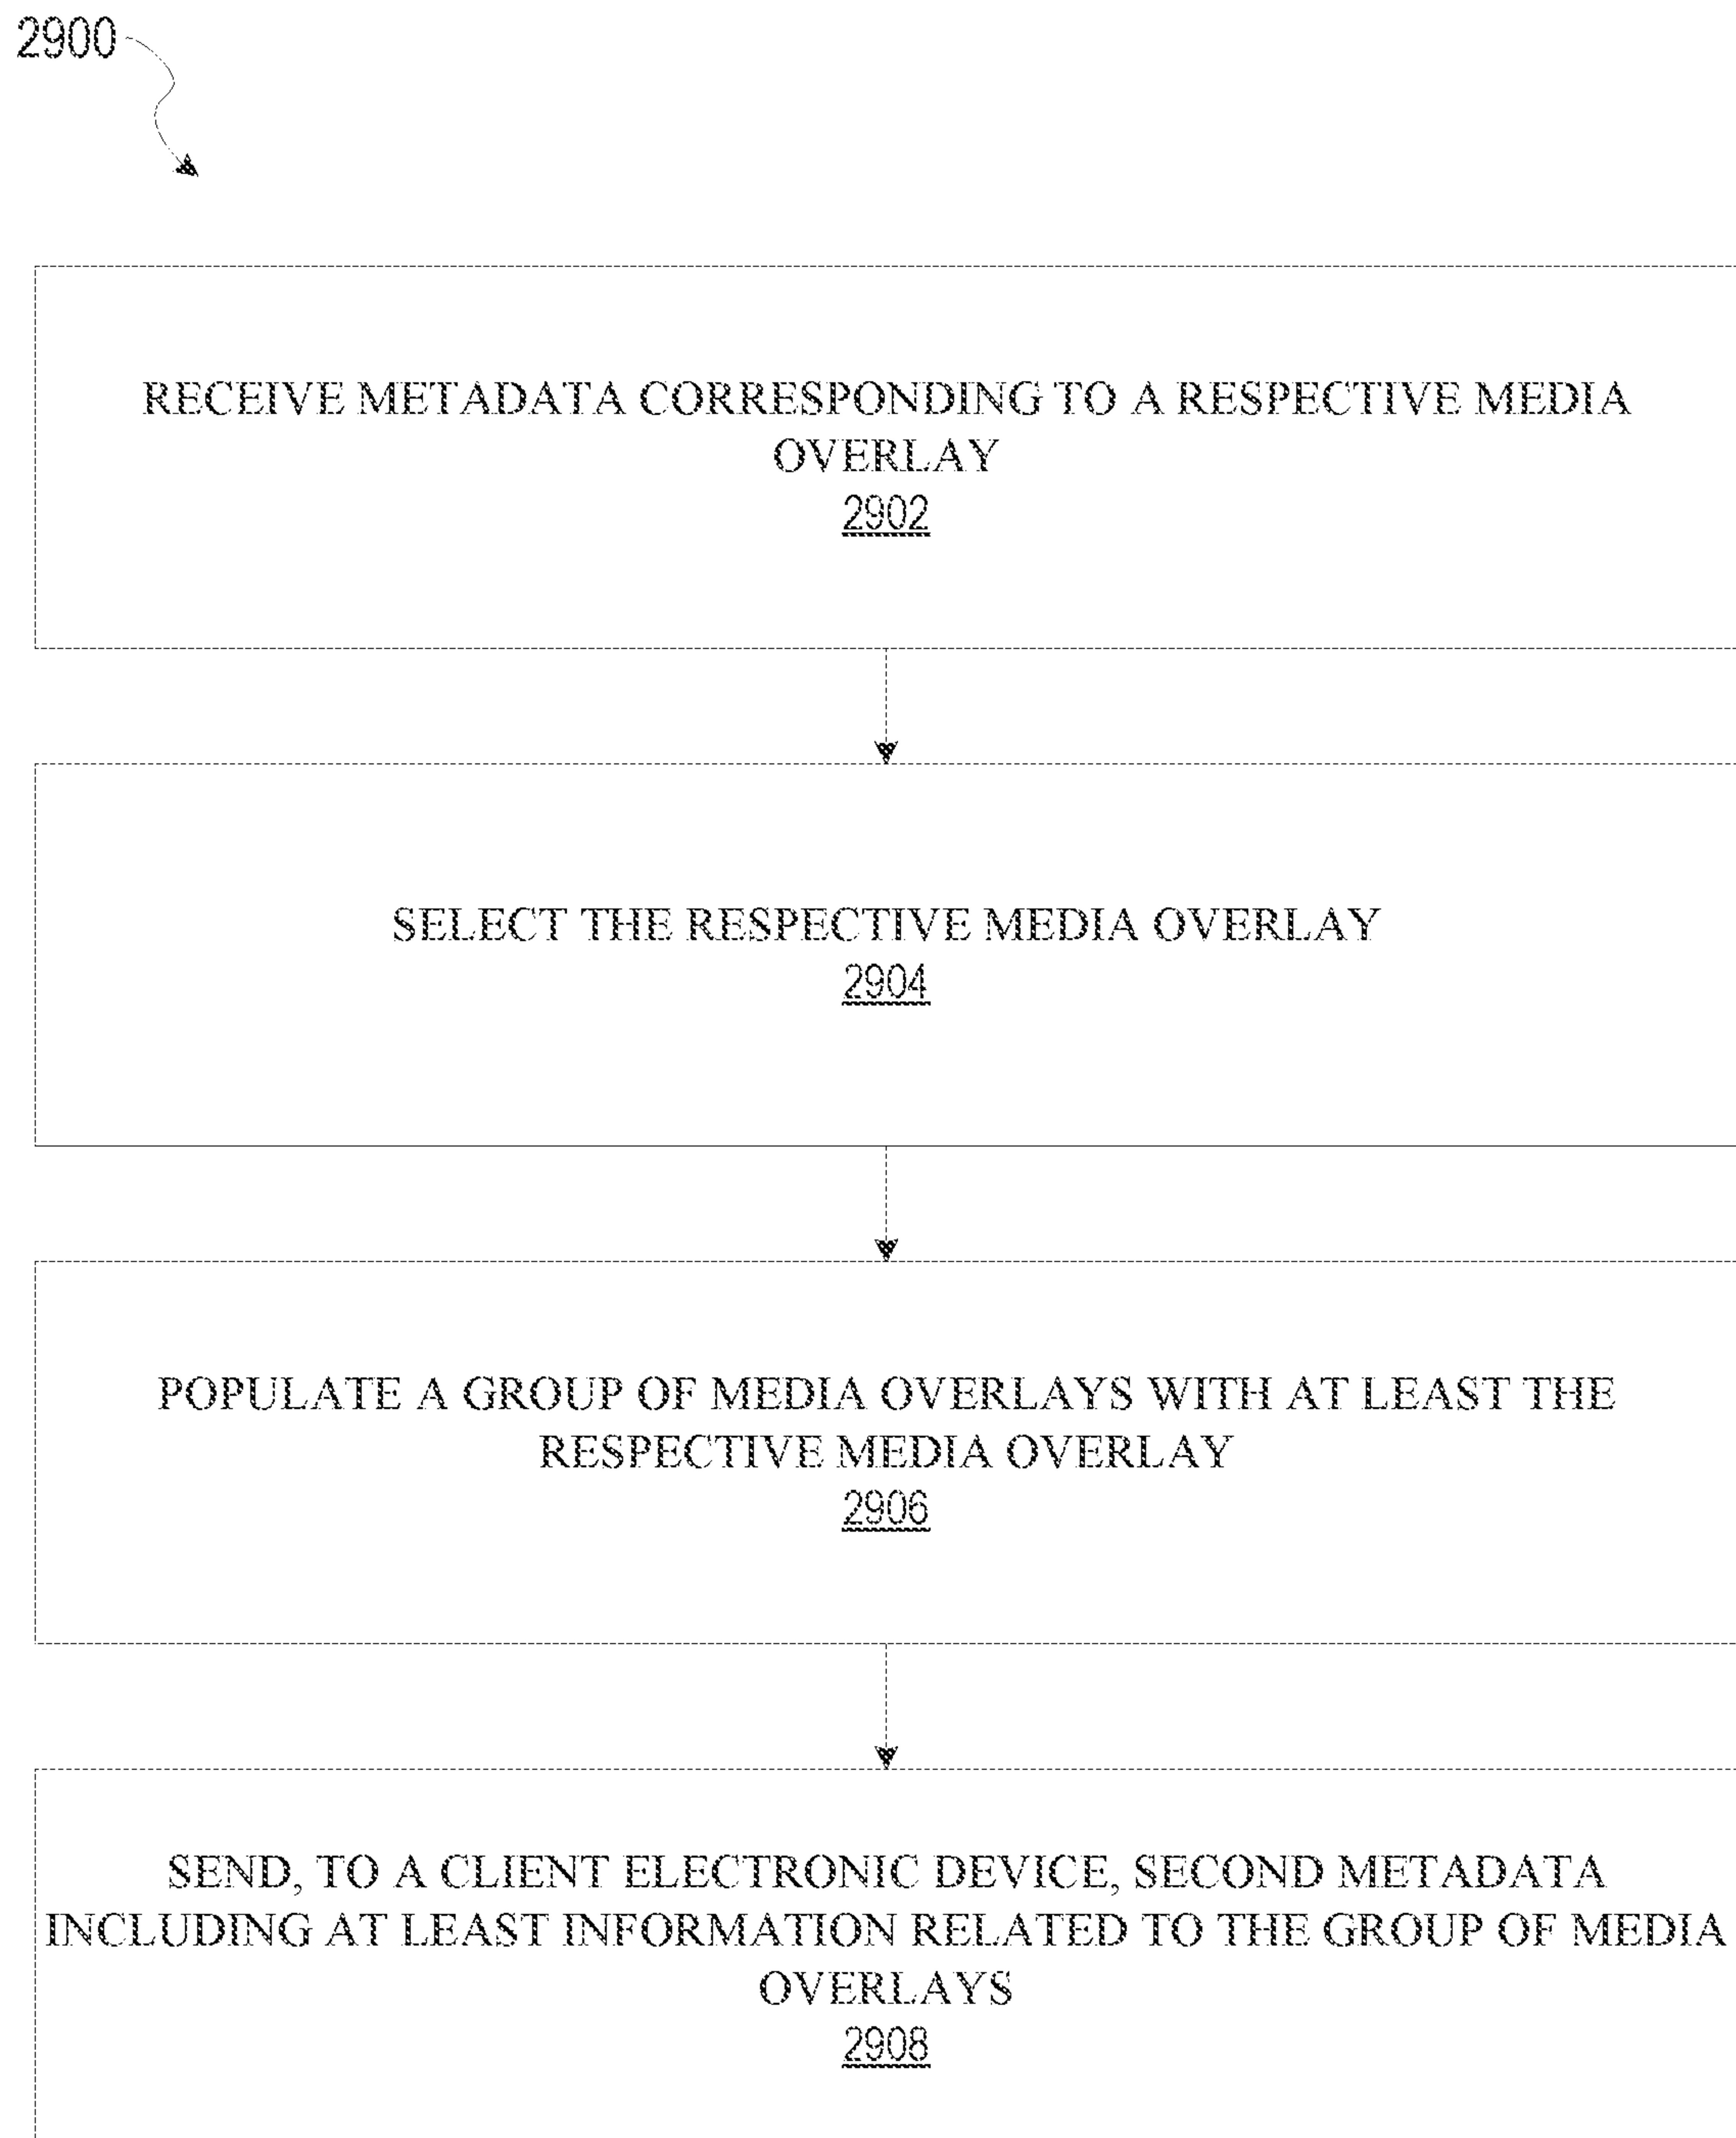 2900
RECEIVE METADATA CORRESPONDING TO A RESPECTIVE MEDIA
OVERLAY
2902
SELECT THE RESPECTIVE MEDIA OVERLAY
2904
POPULATE A GROUP OF MEDIA OVERLAYS WITH AT LEAST THE
RESPECTIVE MEDIA OVERLAY
2906
SEND, TO A CLIENT ELECTRONIC DEVICE, SECOND METADATA
INCLUDING AT LEAST INFORMATION RELATED TO THE GROUP OF MEDIA
OVERLAYS
2908